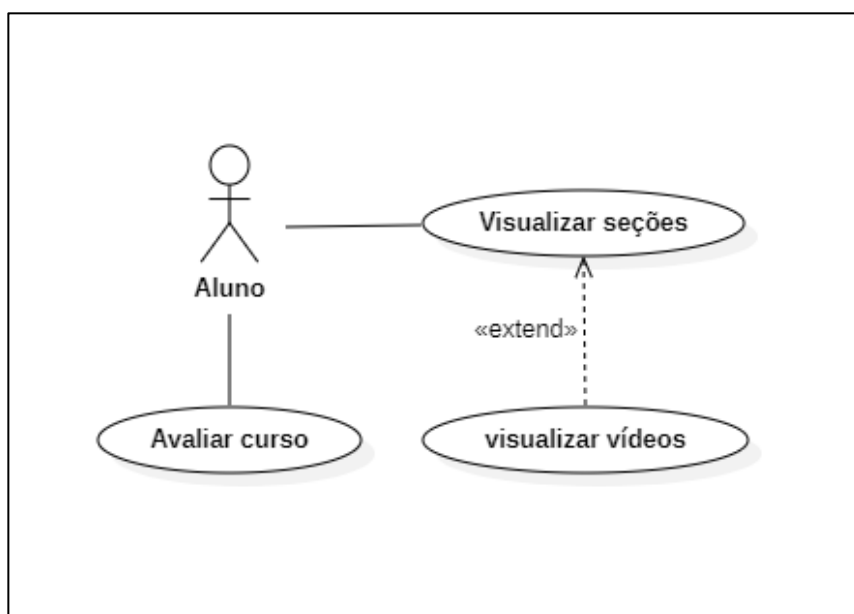 Visualizar seções
Aluno
«extend»
Avaliar curso
visualizar vídeos